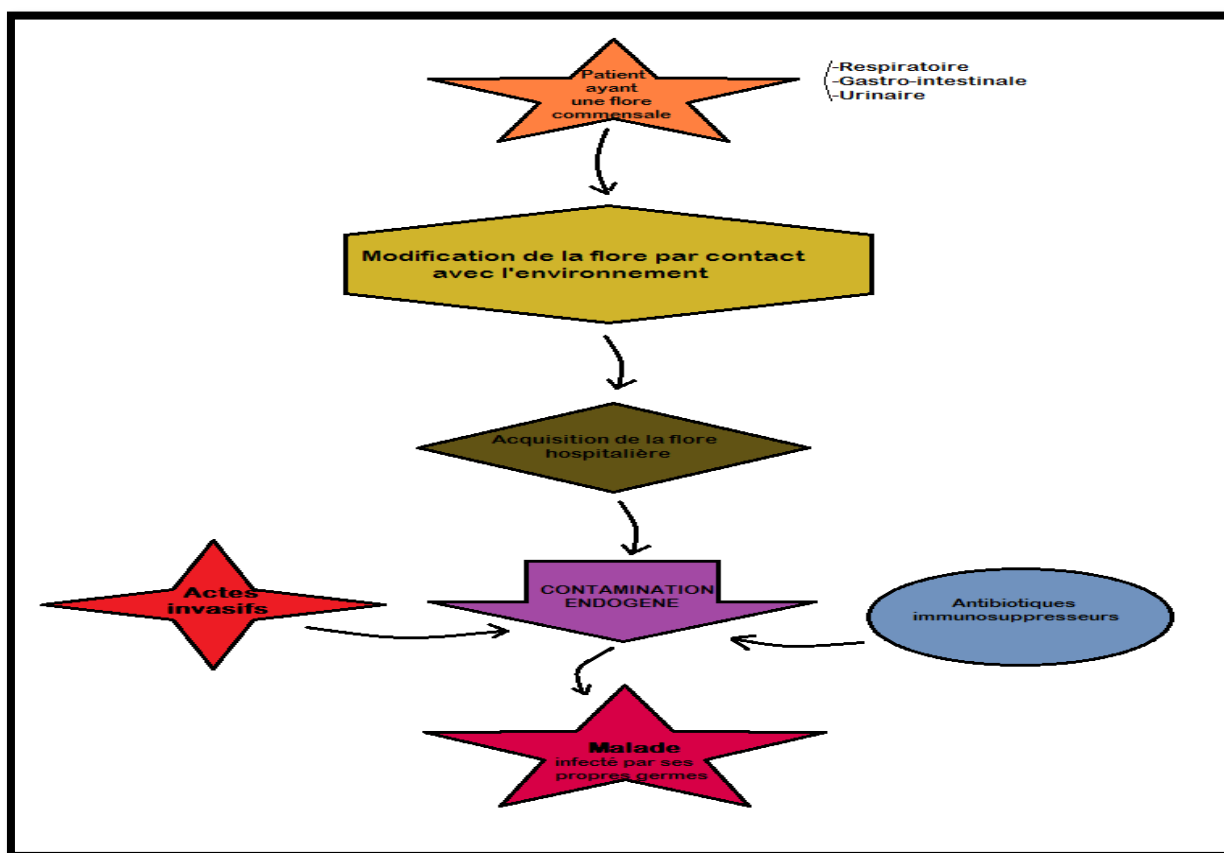 Patient
ayant
une flore
commensale
-Respiratoire
-Gastro-intestinale
-Urinaire
Modification de la flore par contact
avec l'environnement
Acquisition de la flore
hospitalière
Actes
invasifs
CONTAMINATION
ENDOGENE
Antibiotiques
immunosuppresseurs
Malade
infecté par ses
propres germes